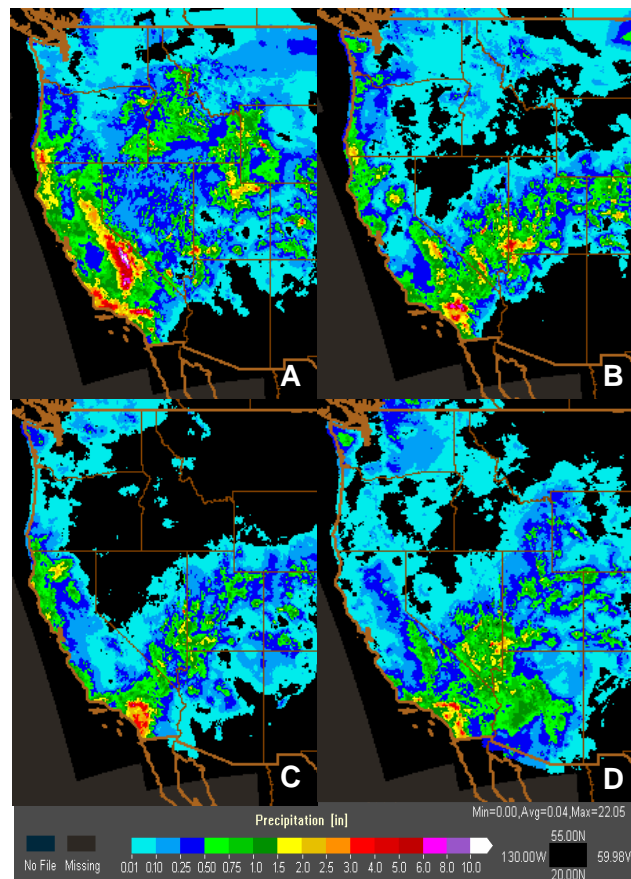 A
B
C
D
Precipitation [in]
Min=0.00,Avg=0.04,Max=22.05
No File
Missing
0.01 0.10 0.25 0.50 0.75 1.0 1.5 2.0 2.5 3.0 4.0 5.0 6.0 8.0 10.0
55.00N
130.00W
59.98W
20.00N